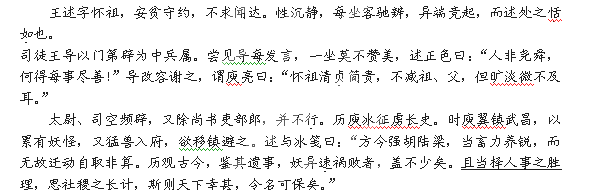 王述字怀祖，安贫守约，不求闻达。性沉静，每坐客驰辨，异端竞起，而述处之恬
如也。
司徒王导以门第辟为中兵属。尝见导每发言，一坐莫不赞美，述正色曰：“人非尧舜，
何得每事尽善！”导改容谢之，谓庾亮曰：“怀祖清贞简贵，不减祖、父，但旷淡微不及
耳。”
太尉、司空频辟，又除尚书吏部郎，并不行。历庾冰征虏长史。时庾翼镇武昌，以
累有妖怪，又猛兽入府，欲移镇避之。述与冰笺曰：“方今强胡陆梁，当畜力养锐，而
无故迁动自取非算。历观古今，鉴其遗事，妖异速祸败者，盖不少矣。且当择人事之胜
理，思社稷之长计，斯则天下幸甚，令名可保矣。”